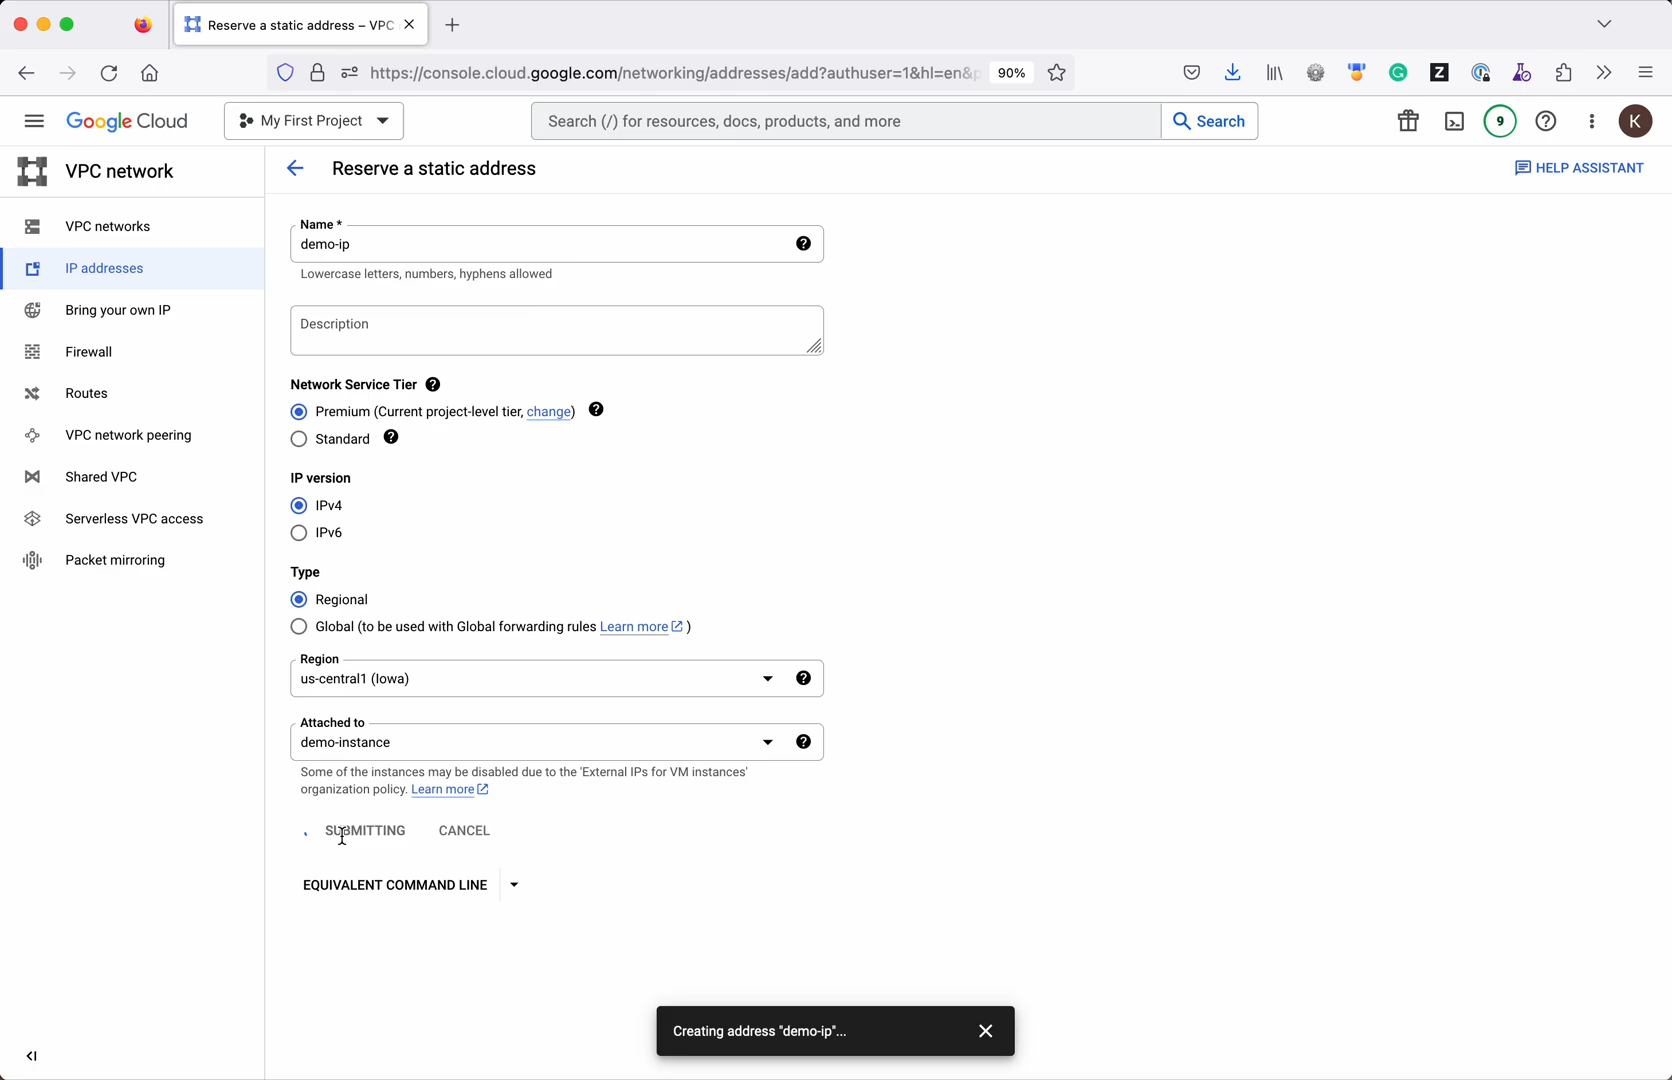 Reserve a static address – VPC
https://console.cloud.google.com/networking/addresses/add?authuser=1&hl=en&p
90%
Google Cloud
My First Project
Search (/) for resources, docs, products, and more
Search
9
K
VPC network
Reserve a static address
HELP ASSISTANT
VPC networks
IP addresses
Bring your own IP
Firewall
Routes
VPC network peering
Shared VPC
Serverless VPC access
Packet mirroring
Name *
demo-ip
Lowercase letters, numbers, hyphens allowed
Description
Network Service Tier
Premium (Current project-level tier, change)
Standard
IP version
IPv4
IPv6
Type
Regional
Global (to be used with Global forwarding rules Learn more )
Region
us-central1 (Iowa)
Attached to
demo-instance
Some of the instances may be disabled due to the 'External IPs for VM instances'
organization policy. Learn more
SUBMITTING
CANCEL
EQUIVALENT COMMAND LINE
Creating address "demo-ip"...